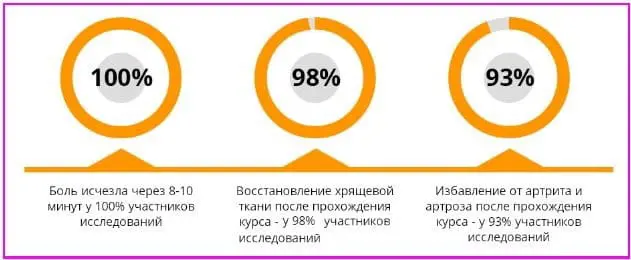 100%
98%
93%
Боль исчезла через 8-10
минут у 100% участников
исследований
Восстановление хрящевой
ткани после прохождения
курса - у 98% участников
исследований
Избавление от артрита и
артроза после прохождения
курса - у 93% участников
исследований